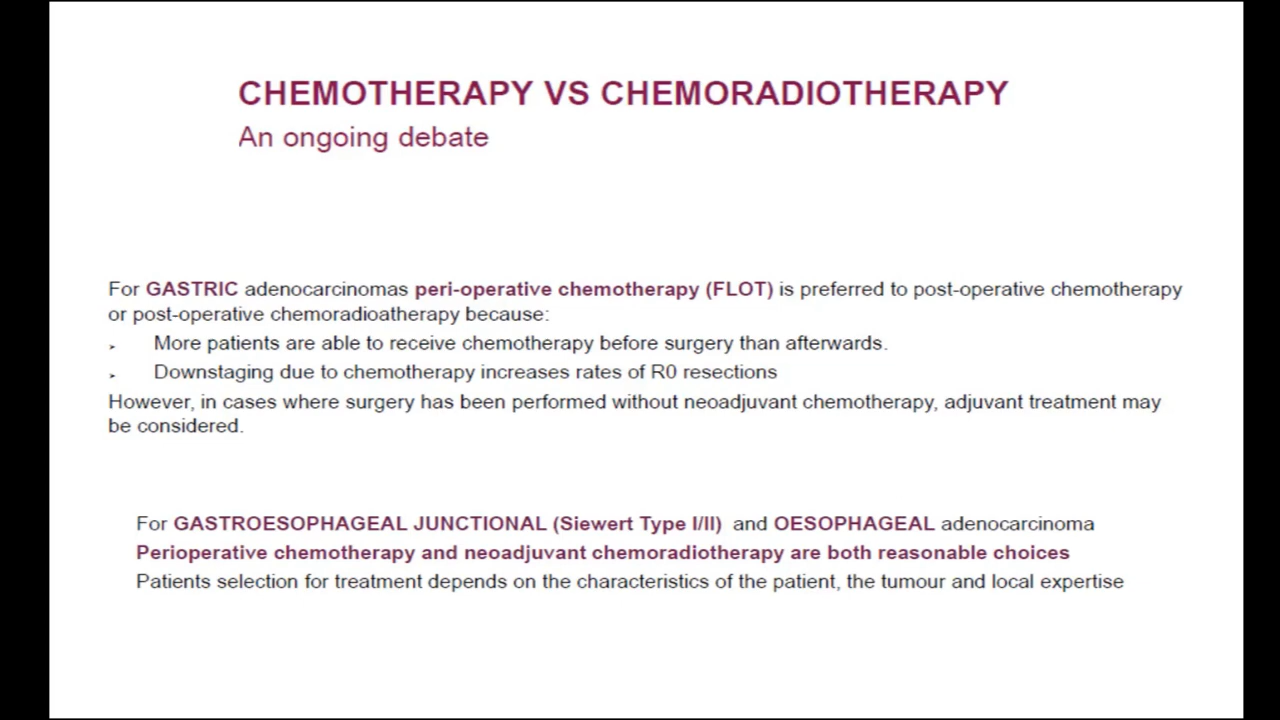 CHEMOTHERAPY VS CHEMORADIOTHERAPY
An ongoing debate
For GASTRIC adenocarcinomas peri-operative chemotherapy (FLOT) is preferred to post-operative chemotherapy
or post-operative chemoradioatherapy because:
➢ More patients are able to receive chemotherapy before surgery than afterwards.
➢ Downstaging due to chemotherapy increases rates of R0 resections
However, in cases where surgery has been performed without neoadjuvant chemotherapy, adjuvant treatment may
be considered.
For GASTROESOPHAGEAL JUNCTIONAL (Siewert Type I/II) and OESOPHAGEAL adenocarcinoma
Perioperative chemotherapy and neoadjuvant chemoradiotherapy are both reasonable choices
Patients selection for treatment depends on the characteristics of the patient, the tumour and local expertise